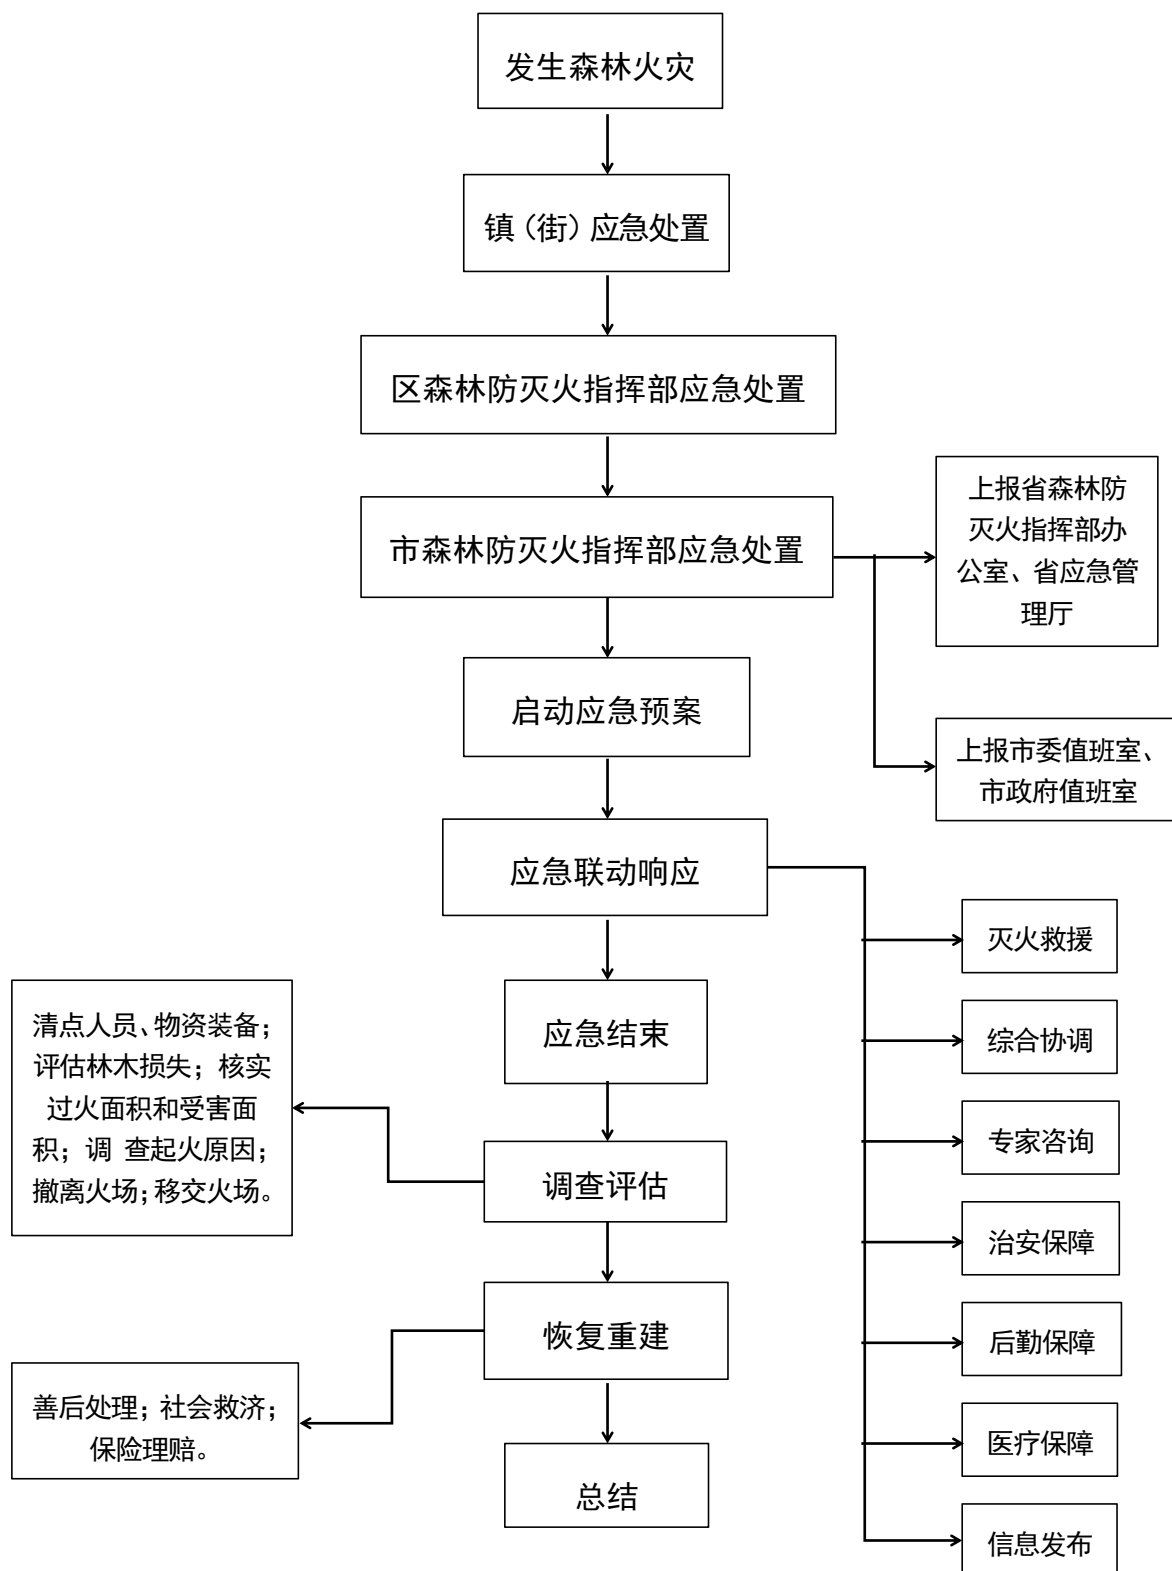 发生森林火灾
镇（街）应急处置
区森林防灭火指挥部应急处置
市森林防灭火指挥部应急处置
上报省森林防
灭火指挥部办
公室、省应急管
理厅
启动应急预案
上报市委值班室、
市政府值班室
应急联动响应
灭火救援
综合协调
专家咨询
治安保障
后勤保障
医疗保障
信息发布
应急结束
清点人员、物资装备；
评估林木损失；核实
过火面积和受害面
积；调 查起火原因；
撤离火场；移交火场。
调查评估
恢复重建
善后处理；社会救济；
保险理赔。
总结